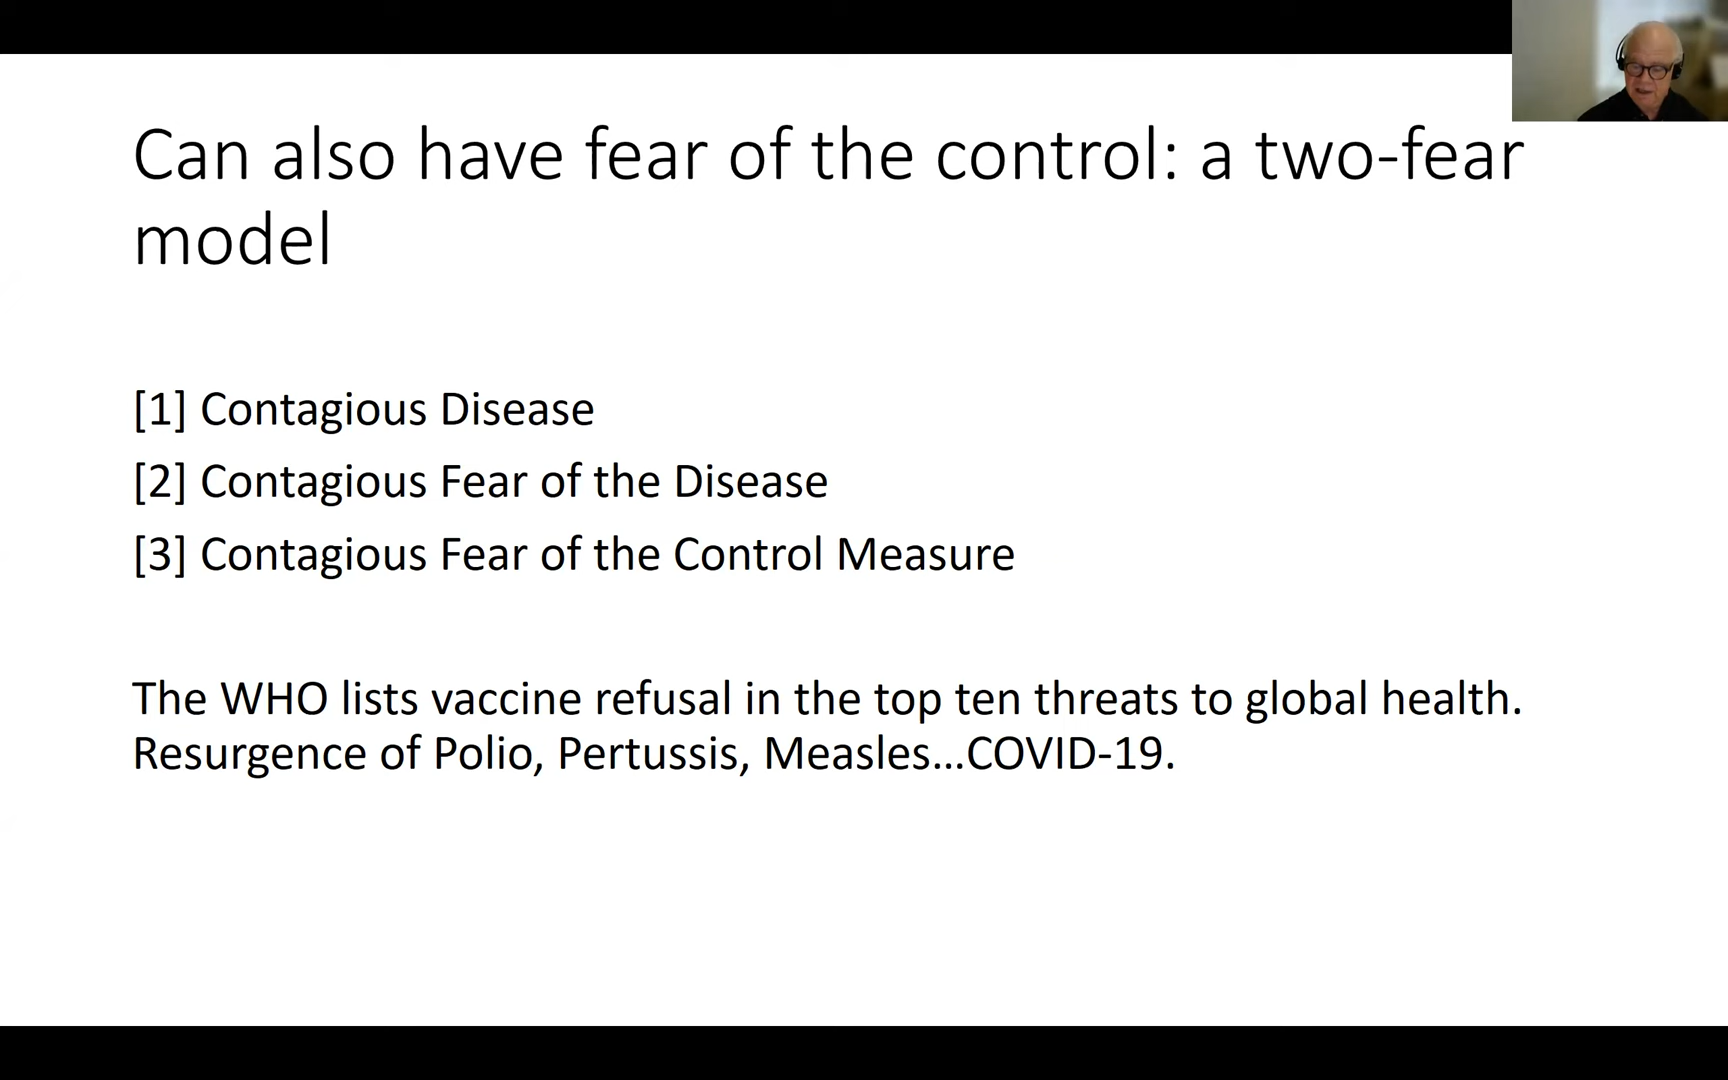 Can also have fear of the control: a two-fear
model
[1] Contagious Disease
[2] Contagious Fear of the Disease
[3] Contagious Fear of the Control Measure
The WHO lists vaccine refusal in the top ten threats to global health.
Resurgence of Polio, Pertussis, Measles…COVID-19.